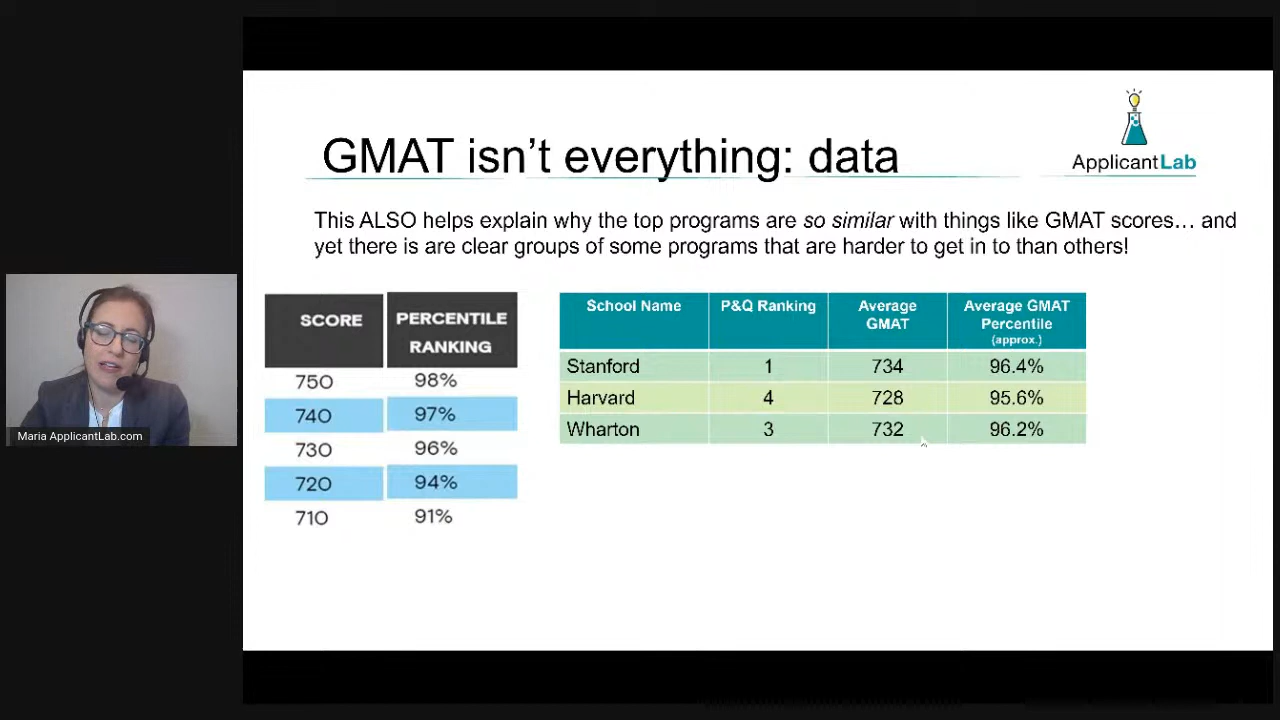 GMAT isn't everything: data
ApplicantLab
This ALSO helps explain why the top programs are so similar with things like GMAT scores... and
yet there is are clear groups of some programs that are harder to get in to than others!
SCORE PERCENTILE RANKING
750 98%
740 97%
730 96%
720 94%
710 91%
School Name P&Q Ranking Average GMAT Average GMAT Percentile (approx.)
Stanford 1 734 96.4%
Harvard 4 728 95.6%
Wharton 3 732 96.2%
Maria ApplicantLab.com